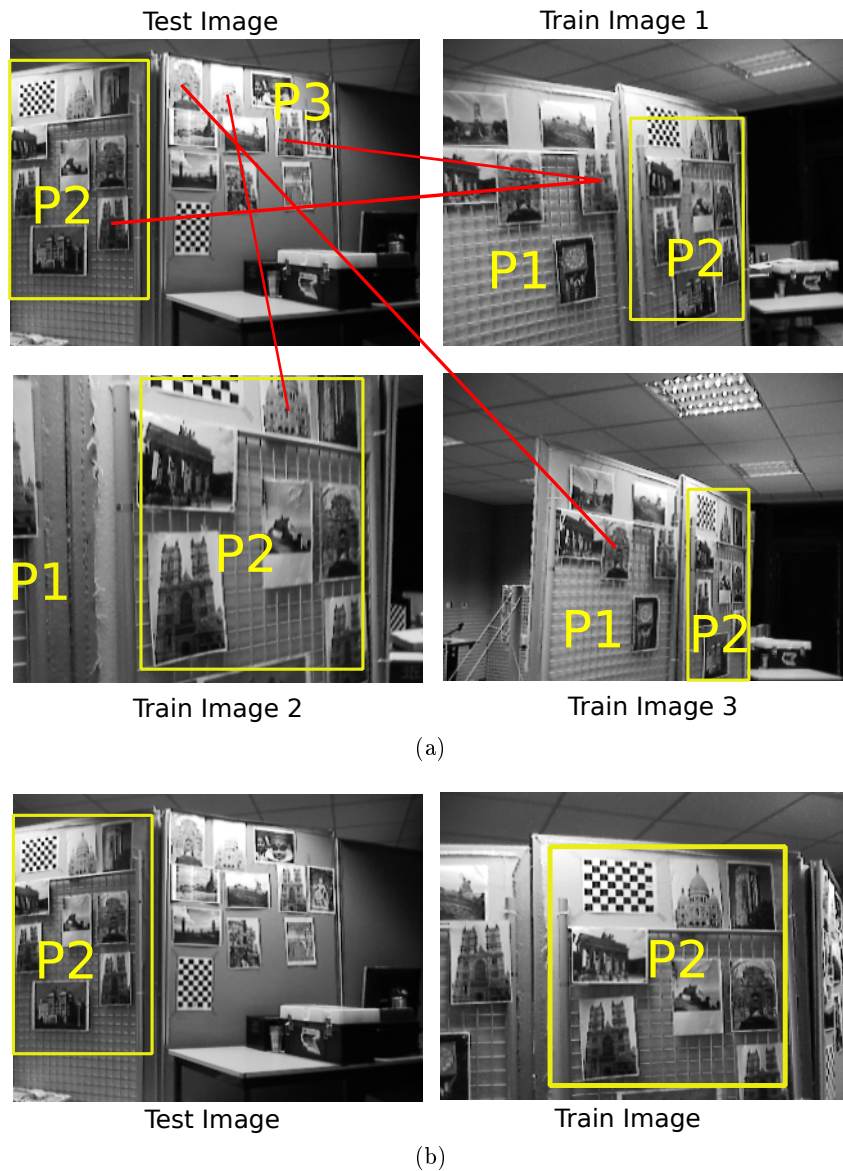 Test Image
Train Image 1
P3
P2
P1
P2
P2
P1
P1
P2
Train Image 2
Train Image 3
(a)
P2
P2
Test Image
Train Image
(b)